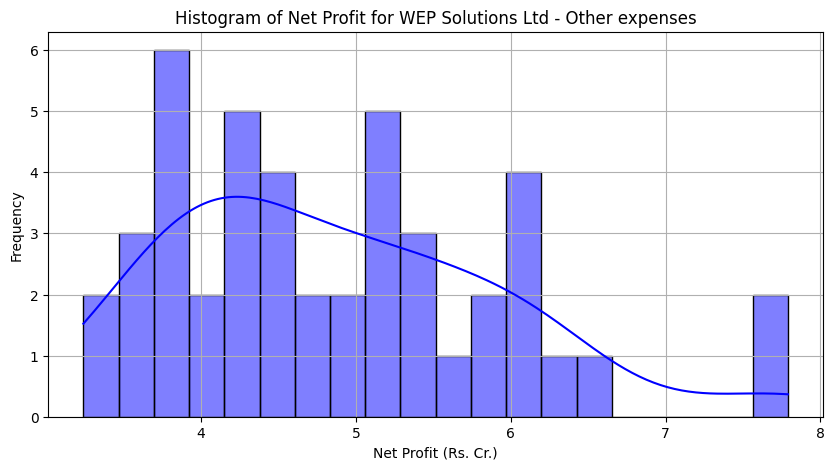 Histogram of Net Profit for WEP Solutions Ltd - Other expenses
Frequency
6
5
4
3
2
1
0
4 5 6 7 8
Net Profit (Rs. Cr.)